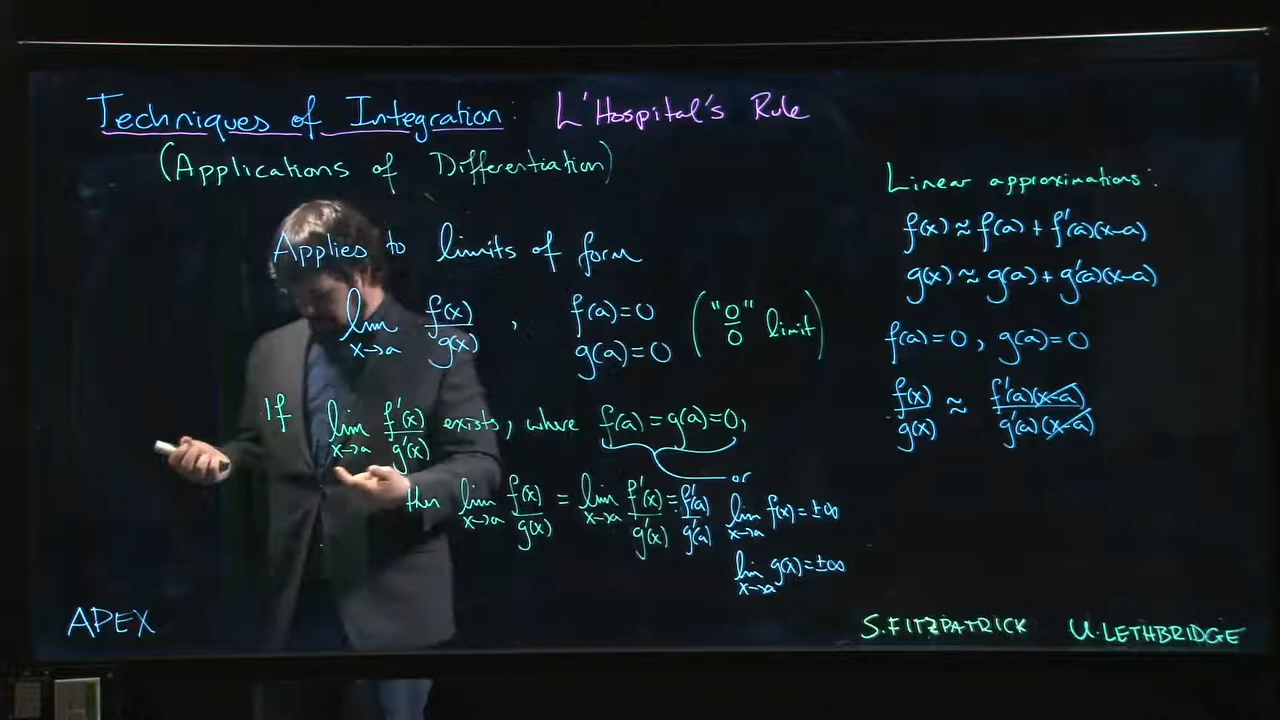 Techniques of Integration: L'Hospital's Rule
(Applications of Differentiation)
Applies to limits of form
lim x→a f(x)/g(x) , f(a)=0 g(a)=0 ("0/0" limit)
If lim x→a f'(x)/g'(x) exists, where f(a)=g(a)=0,
or
then lim x→a f(x)/g(x) = lim x→a f'(x)/g'(x) = f'(a)/g'(a)
lim x→a f(x)=±∞
lim x→a g(x)=±∞
Linear approximations:
f(x)≈f(a)+f'(a)(x-a)
g(x)≈g(a)+g'(a)(x-a)
f(a)=0, g(a)=0
f(x)/g(x) ≈ f'(a)(x-a)/g'(a)(x-a)
APEX
S.FITZPATRICK U.LETHBRIDGE